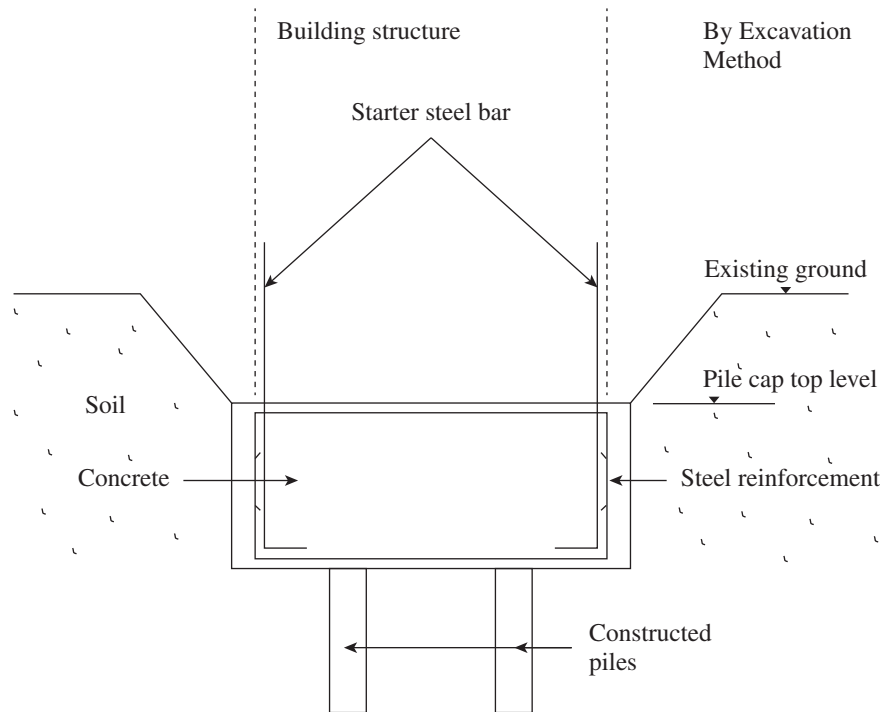 Building structure
By Excavation
Method
Starter steel bar
Existing ground
Pile cap top level
Soil
Concrete
Steel reinforcement
Constructed
piles